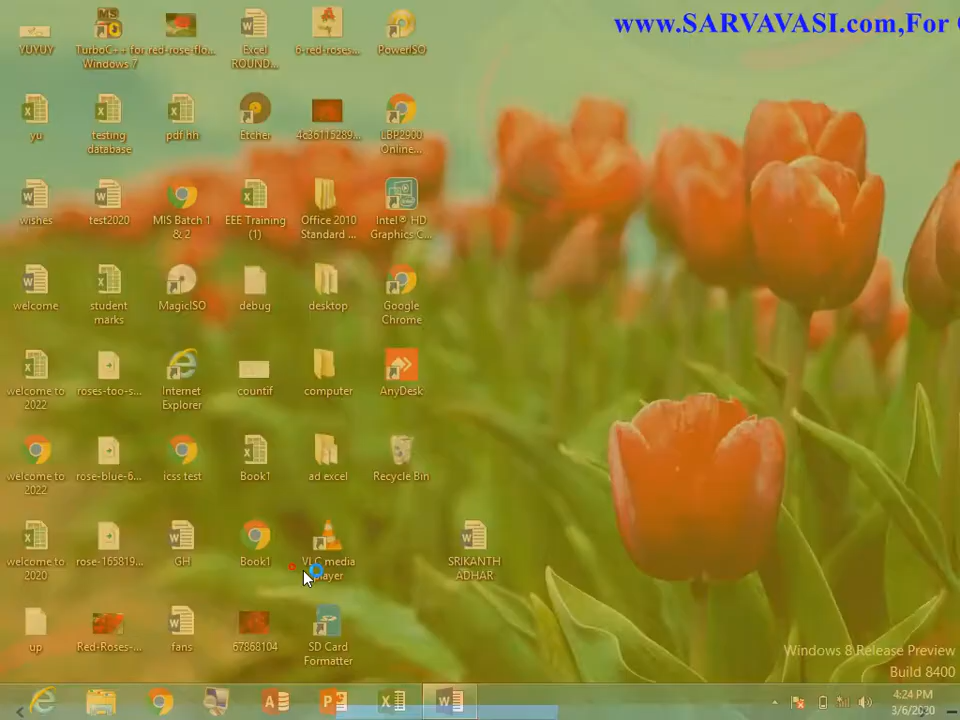 www.SARVAVASI.com,For
YUYUY
TurboC++ for
Windows 7
red-rose-flo...
Excel
ROUND...
6-red-roses...
PowerISO
yu
testing
database
pdf hh
Etcher
4636115289...
LBP2900
Online...
wishes
test2020
MIS Batch 1
& 2
EEE Training
(1)
Office 2010
Standard ...
Intel® HD
Graphics C...
welcome
student
marks
MagicISO
debug
desktop
Google
Chrome
welcome to
2022
roses-too-s...
Internet
Explorer
countif
computer
AnyDesk
welcome to
2022
rose-blue-6...
icss test
Book1
ad excel
Recycle Bin
welcome to
2020
rose-165819...
GH
Book1
VLC media
player
SRIKANTH
ADHAR
up
Red-Roses-...
fans
67868104
SD Card
Formatter
Windows 8 Release Preview
Build 8400
4:24 PM
3/6/2020